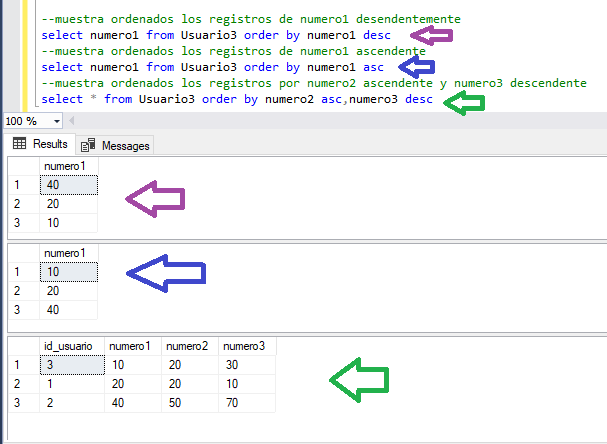 --muestra ordenados los registros de numero1 desendentemente
select numero1 from Usuario3 order by numero1 desc
--muestra ordenados los registros de numero1 ascendente
select numero1 from Usuario3 order by numero1 asc
--muestra ordenados los registros por numero2 ascendente y numero3 descendente
select * from Usuario3 order by numero2 asc,numero3 desc
100 %
Results Messages
numero1
1 40
2 20
3 10
numero1
1 10
2 20
3 40
id_usuario numero1 numero2 numero3
1 3 10 20 30
2 1 20 20 10
3 2 40 50 70